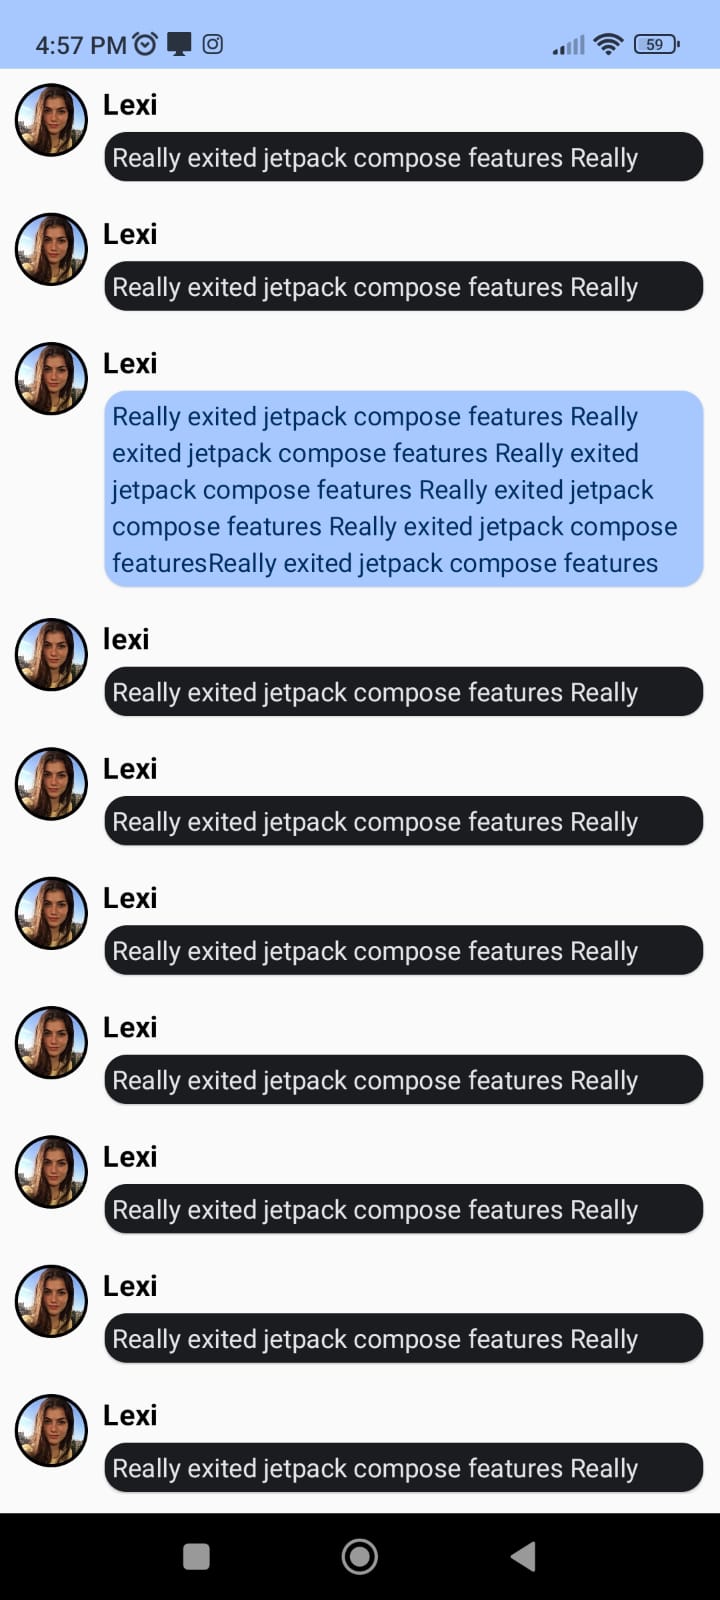 4:57 PM 59
Lexi
Really exited jetpack compose features Really
Lexi
Really exited jetpack compose features Really
Lexi
Really exited jetpack compose features Really
exited jetpack compose features Really exited
jetpack compose features Really exited jetpack
compose features Really exited jetpack compose
featuresReally exited jetpack compose features
lexi
Really exited jetpack compose features Really
Lexi
Really exited jetpack compose features Really
Lexi
Really exited jetpack compose features Really
Lexi
Really exited jetpack compose features Really
Lexi
Really exited jetpack compose features Really
Lexi
Really exited jetpack compose features Really
Lexi
Really exited jetpack compose features Really